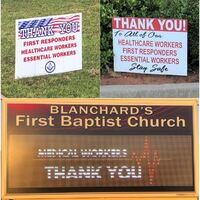 THANK YOU
FIRST RESPONDERS
HEALTHCARE WORKERS
ESSENTIAL WORKERS
THANK YOU!
To All of Our
HEALTHCARE WORKERS
FIRST RESPONDERS
ESSENTIAL WORKERS
Stay Safe
BLANCHARD'S
First Baptist Church
MEDICAL WORKERS
THANK YOU